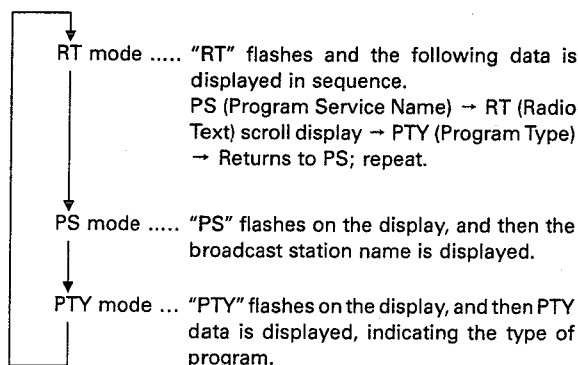 RT mode ..... “RT” flashes and the following data is
displayed in sequence.
PS (Program Service Name) → RT (Radio
Text) scroll display → PTY (Program Type)
→ Returns to PS; repeat.
PS mode ..... “PS” flashes on the display, and then the
broadcast station name is displayed.
PTY mode ... “PTY” flashes on the display, and then PTY
data is displayed, indicating the type of
program.